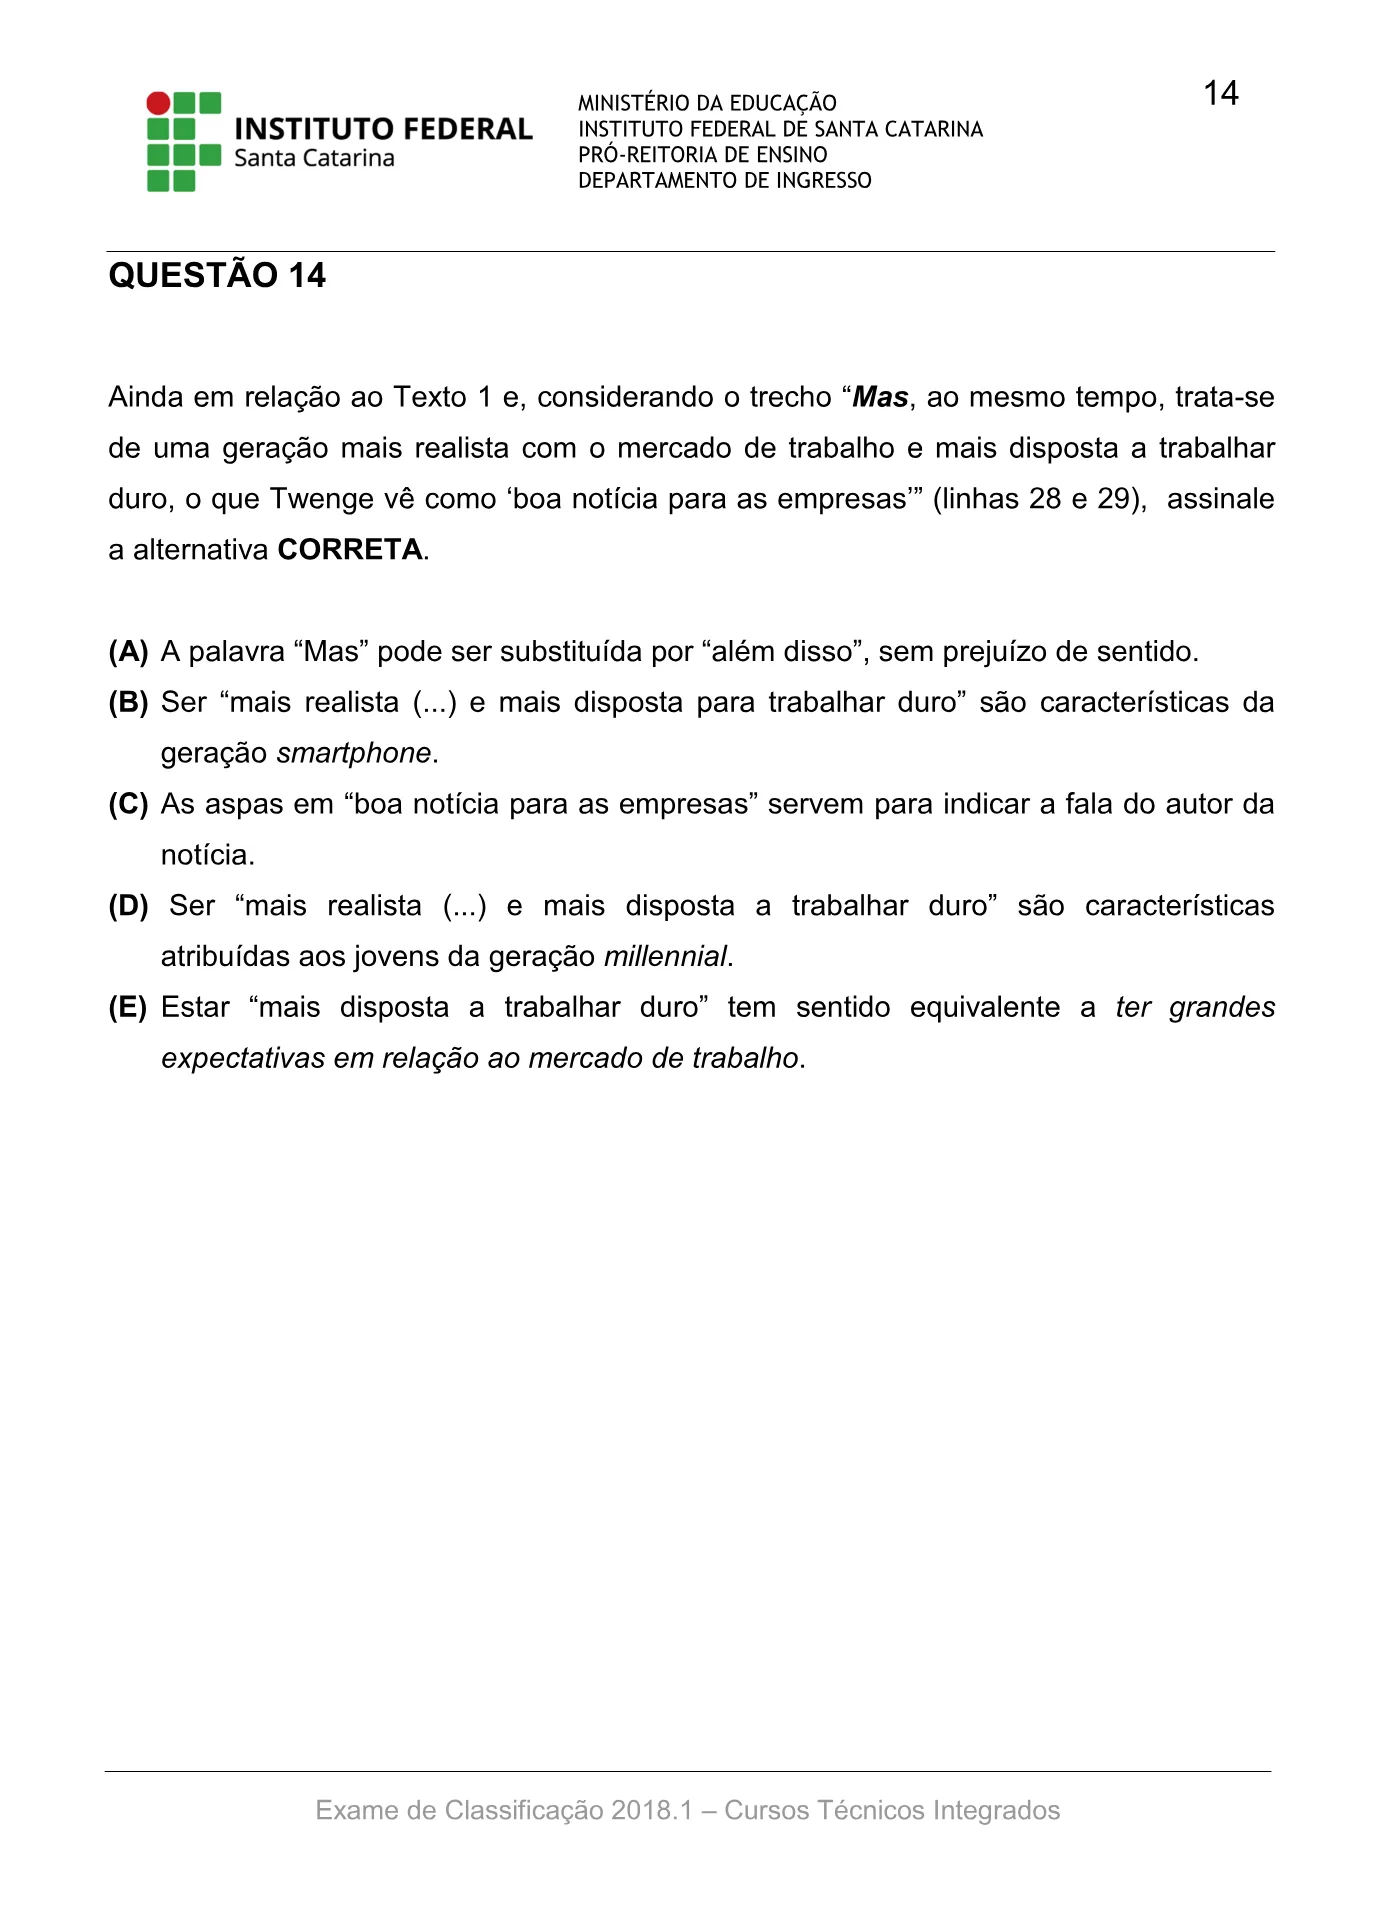 14
INSTITUTO FEDERAL
Santa Catarina
MINISTÉRIO DA EDUCAÇÃO
INSTITUTO FEDERAL DE SANTA CATARINA
PRÓ-REITORIA DE ENSINO
DEPARTAMENTO DE INGRESSO
QUESTÃO 14
Ainda em relação ao Texto 1 e, considerando o trecho “Mas, ao mesmo tempo, trata-se
de uma geração mais realista com o mercado de trabalho e mais disposta a trabalhar
duro, o que Twenge vê como ‘boa notícia para as empresas’” (linhas 28 e 29), assinale
a alternativa CORRETA.
(A) A palavra “Mas” pode ser substituída por “além disso”, sem prejuízo de sentido.
(B) Ser “mais realista (...) e mais disposta para trabalhar duro” são características da
geração smartphone.
(C) As aspas em “boa notícia para as empresas” servem para indicar a fala do autor da
notícia.
(D) Ser “mais realista (...) e mais disposta a trabalhar duro” são características
atribuídas aos jovens da geração millennial.
(E) Estar “mais disposta a trabalhar duro” tem sentido equivalente a ter grandes
expectativas em relação ao mercado de trabalho.
Exame de Classificação 2018.1 – Cursos Técnicos Integrados